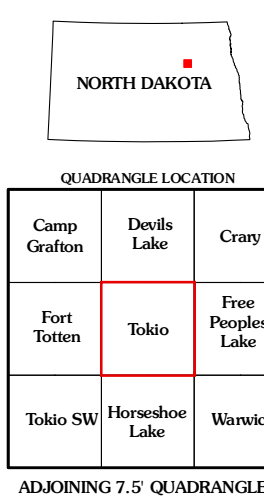 NORTH DAKOTA
QUADRANGLE LOCATION
Camp
Grafton
Devils
Lake
Crary
Fort
Totten
Tokio
Free
Peoples
Lake
Tokio SW
Horseshoe
Lake
Warwic
ADJOINING 7.5' QUADRANGLE